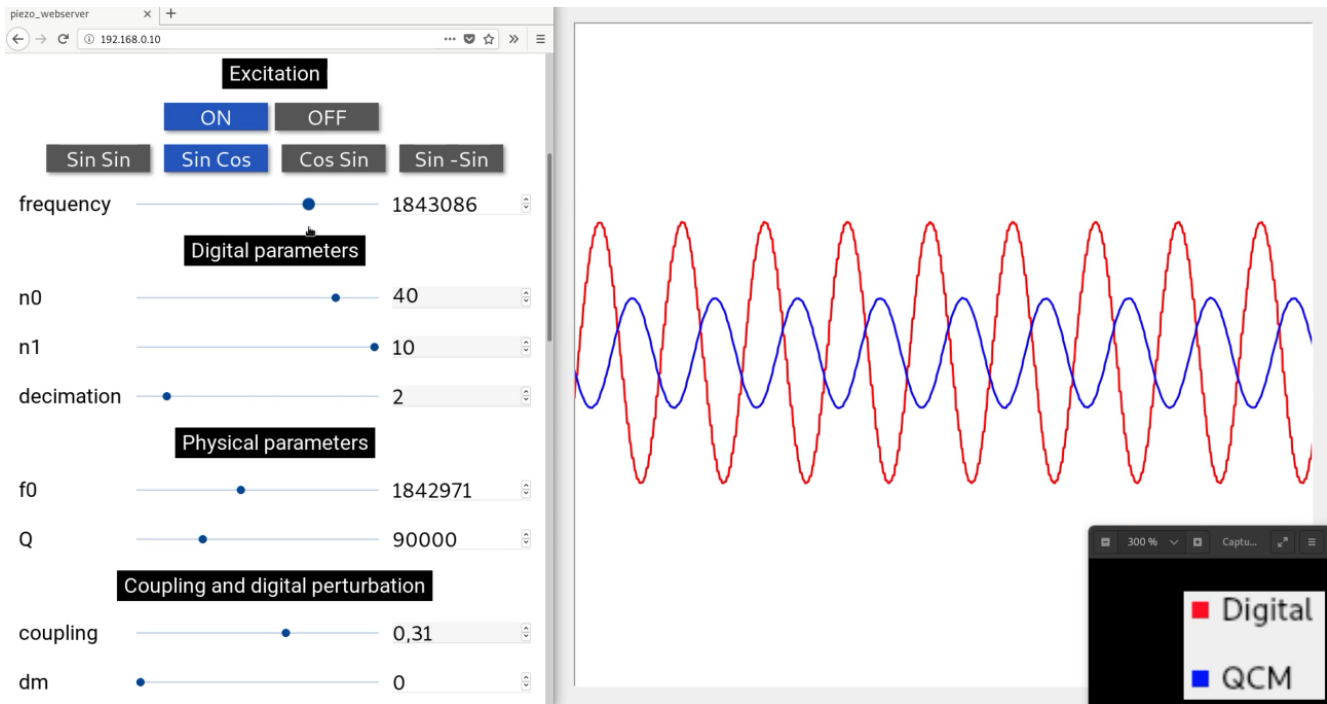 piezo_webserver × +
192.168.0.10
Excitation
ON OFF
Sin Sin Sin Cos Cos Sin Sin -Sin
frequency 1843086
Digital parameters
n0 40
n1 10
decimation 2
Physical parameters
f0 1842971
Q 90000
Coupling and digital perturbation
coupling 0,31
dm 0
300 % Captu...
Digital
QCM